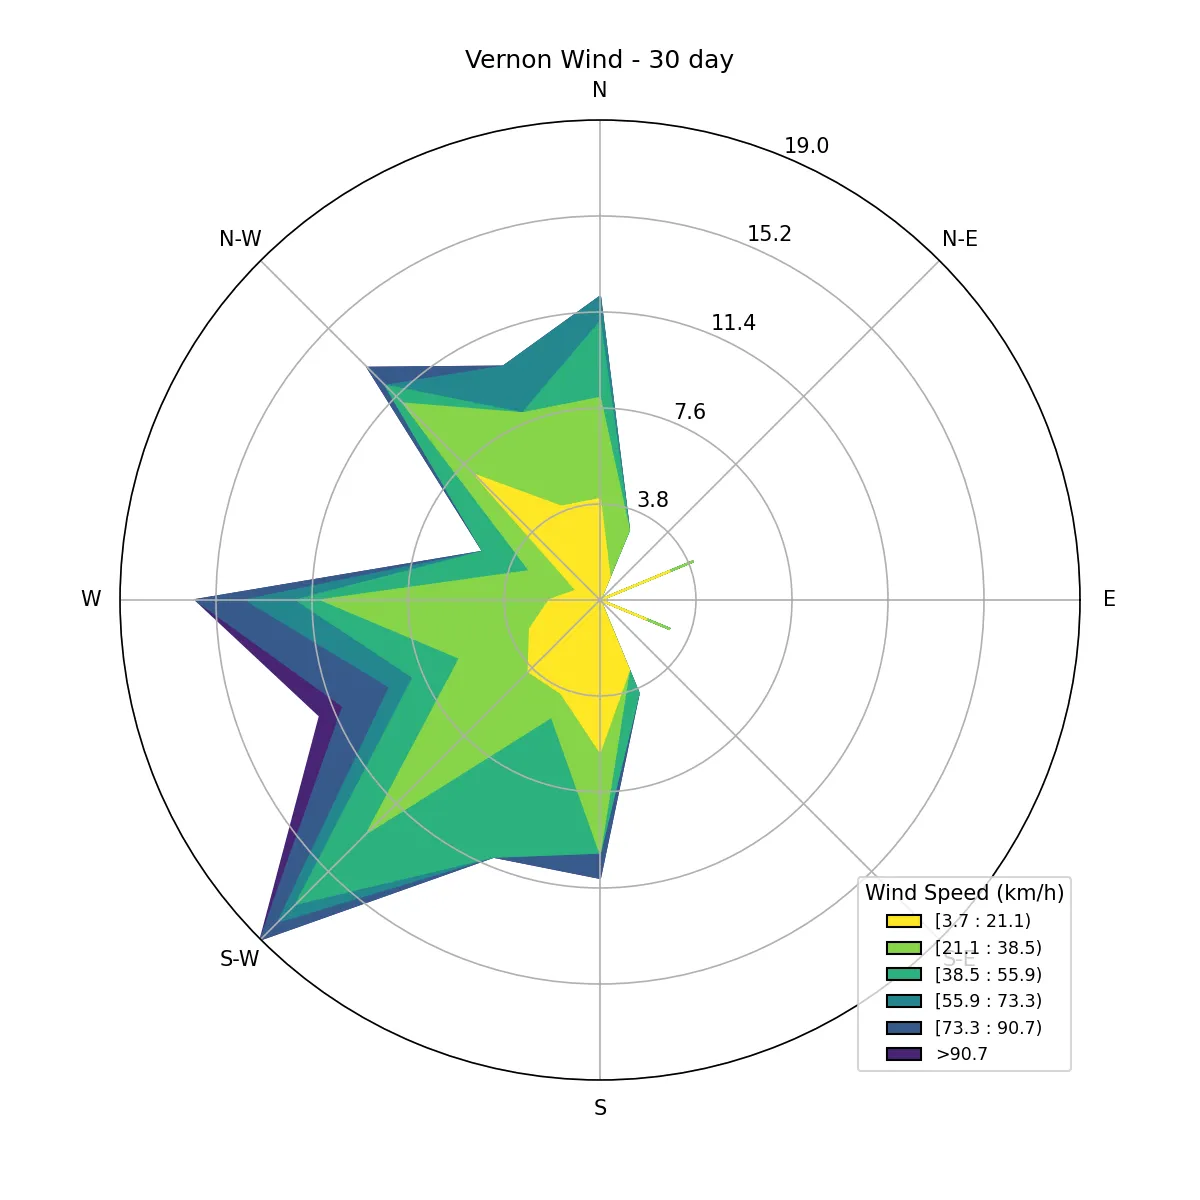 Vernon Wind - 30 day
N
19.0
N-W
N-E
15.2
11.4
7.6
3.8
W
E
S-W
S-E
S
Wind Speed (km/h)
[3.7 : 21.1)
[21.1 : 38.5)
[38.5 : 55.9)
[55.9 : 73.3)
[73.3 : 90.7)
>90.7